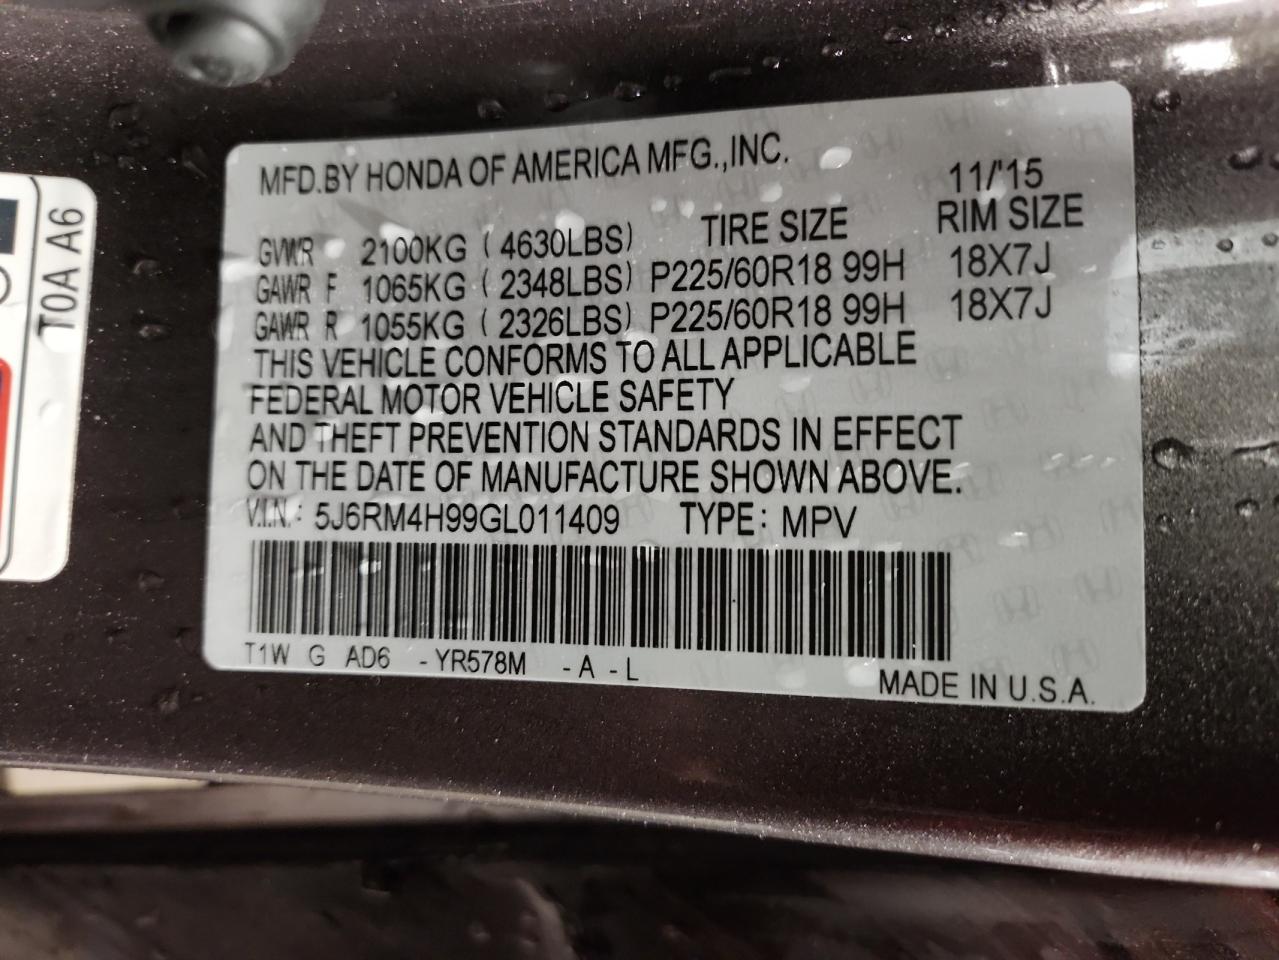 MFD.BY HONDA OF AMERICA MFG.,INC.
11/'15
TIRE SIZE RIM SIZE
GVWR 2100KG ( 4630LBS)
GAWR F 1065KG ( 2348LBS) P225/60R18 99H 18X7J
GAWR R 1055KG ( 2326LBS) P225/60R18 99H 18X7J
THIS VEHICLE CONFORMS TO ALL APPLICABLE
FEDERAL MOTOR VEHICLE SAFETY
AND THEFT PREVENTION STANDARDS IN EFFECT
ON THE DATE OF MANUFACTURE SHOWN ABOVE.
V.I.N.: 5J6RM4H99GL011409 TYPE: MPV
T1W G AD6 -YR578M -A -L
MADE IN U.S.A.
T0A A6